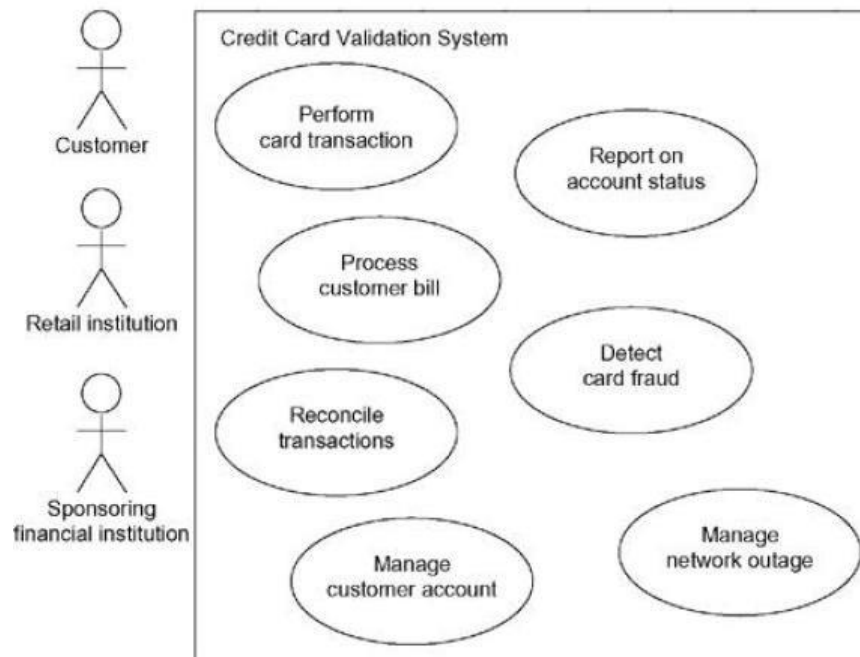 Credit Card Validation System
Perform
card transaction
Customer
Report on
account status
Process
customer bill
Retail institution
Detect
card fraud
Reconcile
transactions
Sponsoring
financial institution
Manage
customer account
Manage
network outage